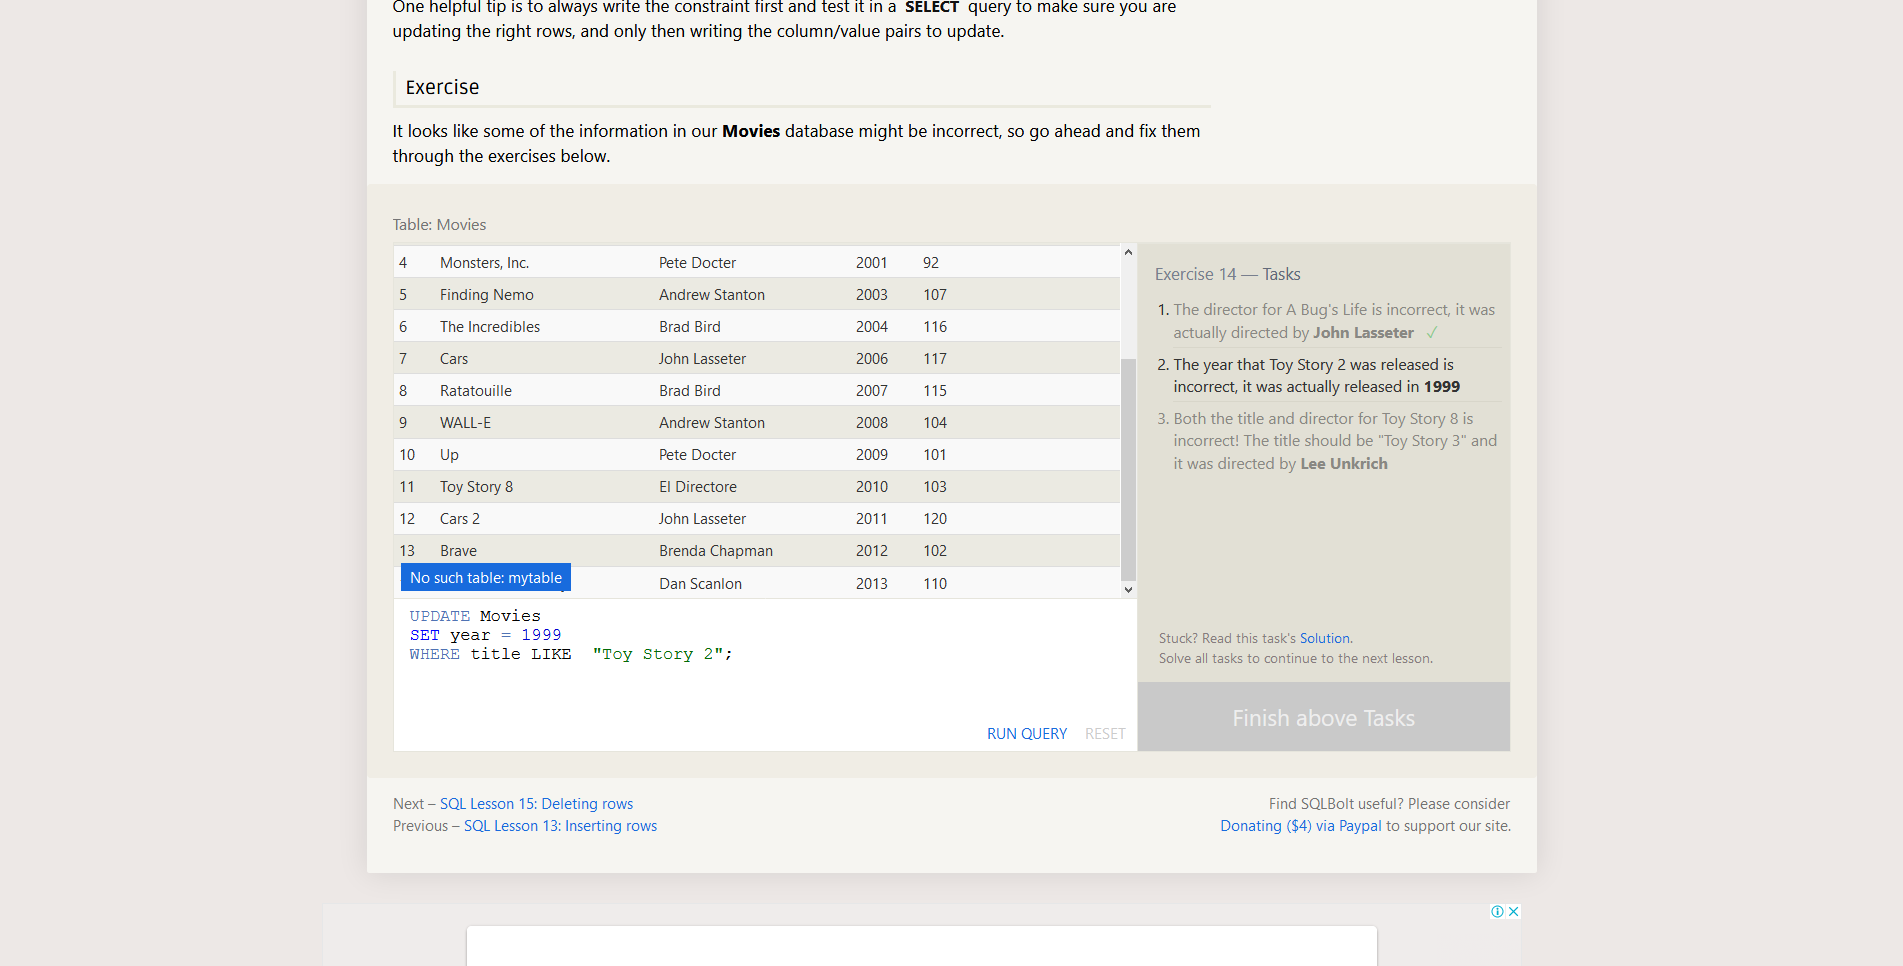 One helpful tip is to always write the constraint first and test it in a SELECT query to make sure you are
updating the right rows, and only then writing the column/value pairs to update.
Exercise
It looks like some of the information in our Movies database might be incorrect, so go ahead and fix them
through the exercises below.
Table: Movies
4 Monsters, Inc. Pete Docter 2001 92
5 Finding Nemo Andrew Stanton 2003 107
6 The Incredibles Brad Bird 2004 116
7 Cars John Lasseter 2006 117
8 Ratatouille Brad Bird 2007 115
9 WALL-E Andrew Stanton 2008 104
10 Up Pete Docter 2009 101
11 Toy Story 8 El Directore 2010 103
12 Cars 2 John Lasseter 2011 120
13 Brave Brenda Chapman 2012 102
Dan Scanlon 2013 110
No such table: mytable
UPDATE Movies
SET year = 1999
WHERE title LIKE "Toy Story 2";
RUN QUERY RESET
Exercise 14 — Tasks
1. The director for A Bug's Life is incorrect, it was
actually directed by John Lasseter ✓
2. The year that Toy Story 2 was released is
incorrect, it was actually released in 1999
3. Both the title and director for Toy Story 8 is
incorrect! The title should be "Toy Story 3" and
it was directed by Lee Unkrich
Stuck? Read this task's Solution.
Solve all tasks to continue to the next lesson.
Finish above Tasks
Next – SQL Lesson 15: Deleting rows
Previous – SQL Lesson 13: Inserting rows
Find SQLBolt useful? Please consider
Donating ($4) via Paypal to support our site.